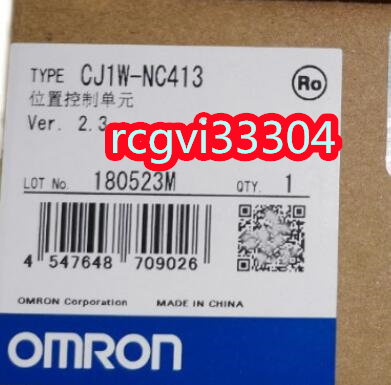 TYPE CJ1W-NC413
Ro
位置控制单元
Ver. 2.3
rcgvi33304
LOT No. 180523M QTY. 1
4 547648 709026
OMRON Corporation MADE IN CHINA
OMRON